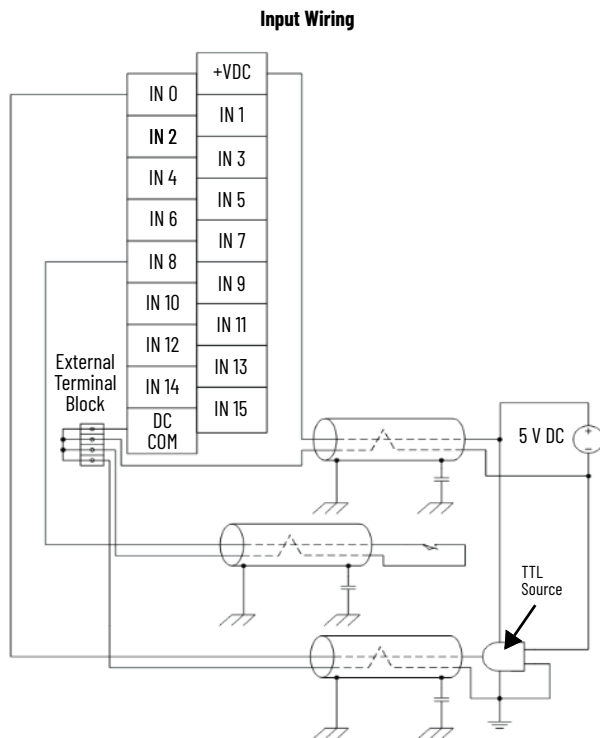 Input Wiring
+VDC
IN 0
IN 1
IN 2
IN 3
IN 4
IN 5
IN 6
IN 7
IN 8
IN 9
IN 10
IN 11
IN 12
IN 13
IN 14
IN 15
DC
COM
External
Terminal
Block
5 V DC
+
−
TTL
Source